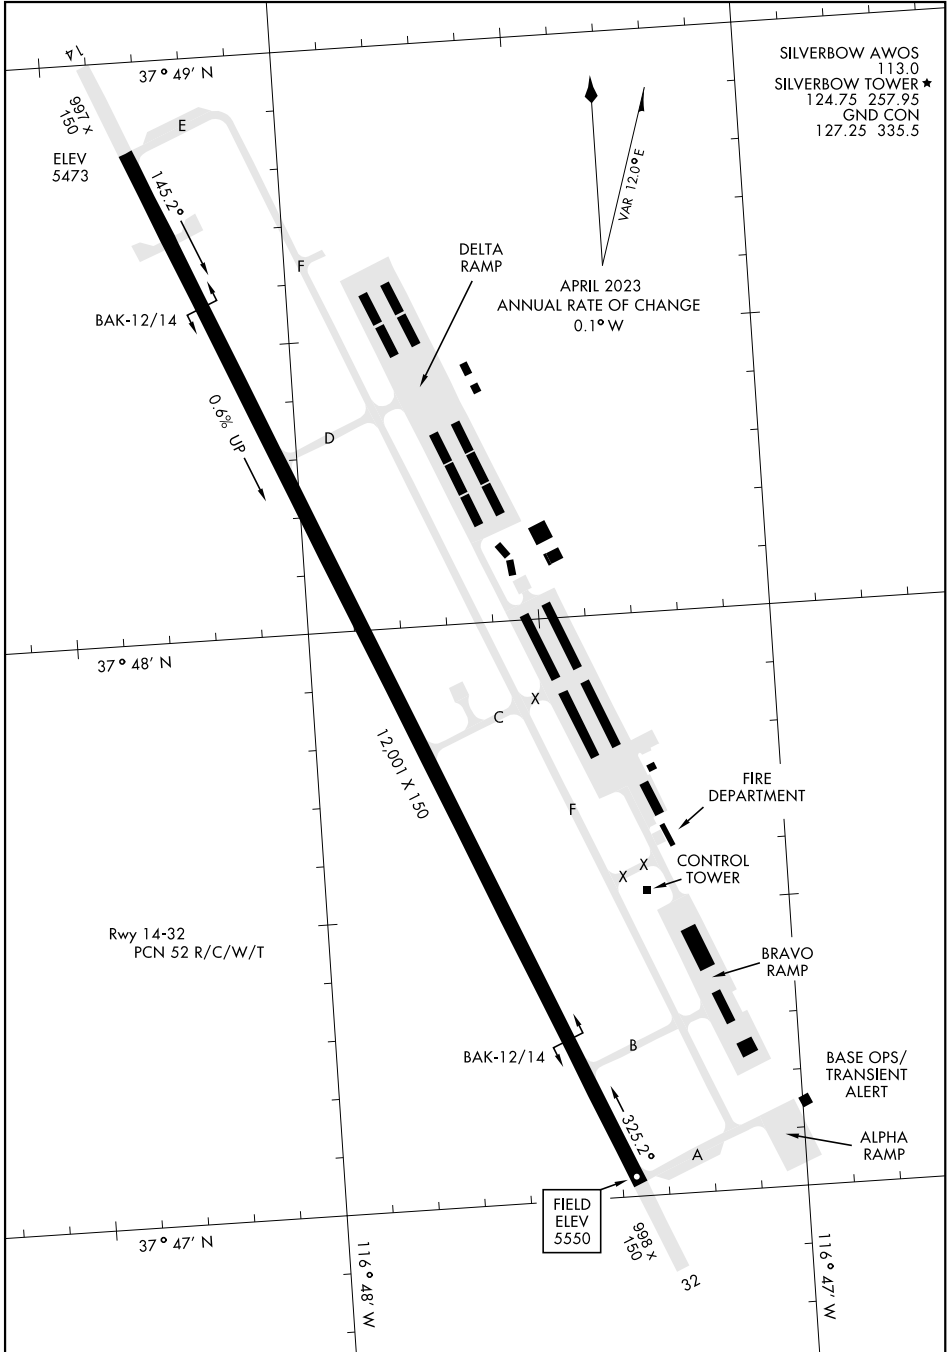 14
37° 49' N
SILVERBOW AWOS
113.0
SILVERBOW TOWER ★
124.75 257.95
GND CON
127.25 335.5
997 x
150
E
ELEV
5473
145.2°
VAR 12.0° E
F
DELTA
RAMP
APRIL 2023
ANNUAL RATE OF CHANGE
0.1° W
BAK-12/14
0.6% UP
D
37° 48' N
X
C
12,001 X 150
FIRE
DEPARTMENT
F
X
X
CONTROL
TOWER
Rwy 14-32
PCN 52 R/C/W/T
BRAVO
RAMP
B
BAK-12/14
BASE OPS/
TRANSIENT
ALERT
325.2°
A
ALPHA
RAMP
FIELD
ELEV
5550
998 x
150
37° 47' N
116° 48' W
116° 47' W
32